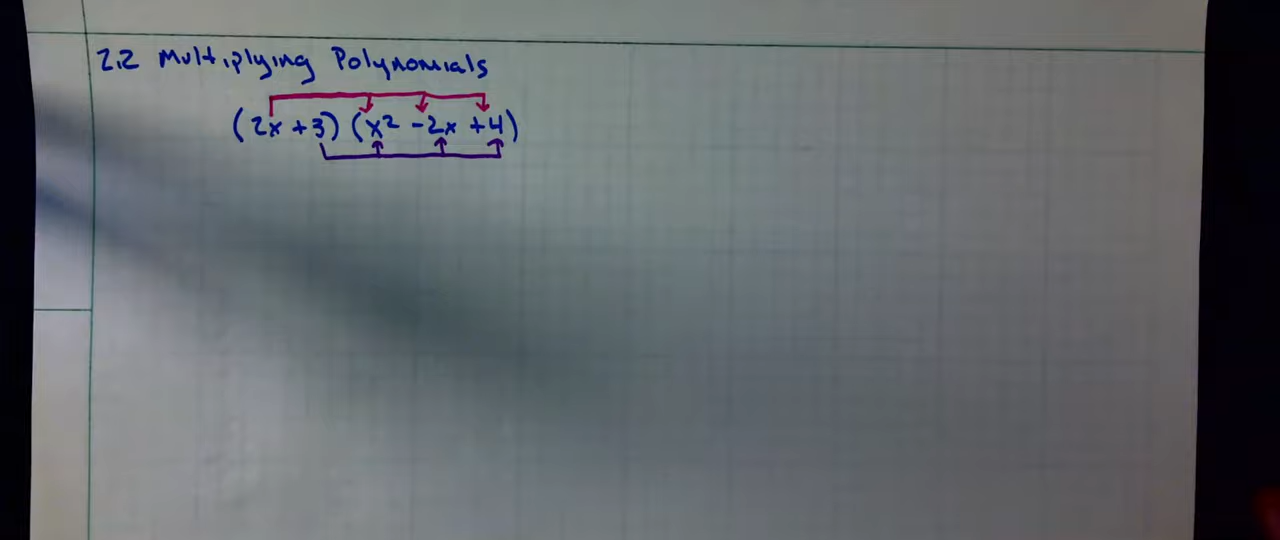 2.2 Multiplying Polynomials
(2x + 3) (x² - 2x + 4)